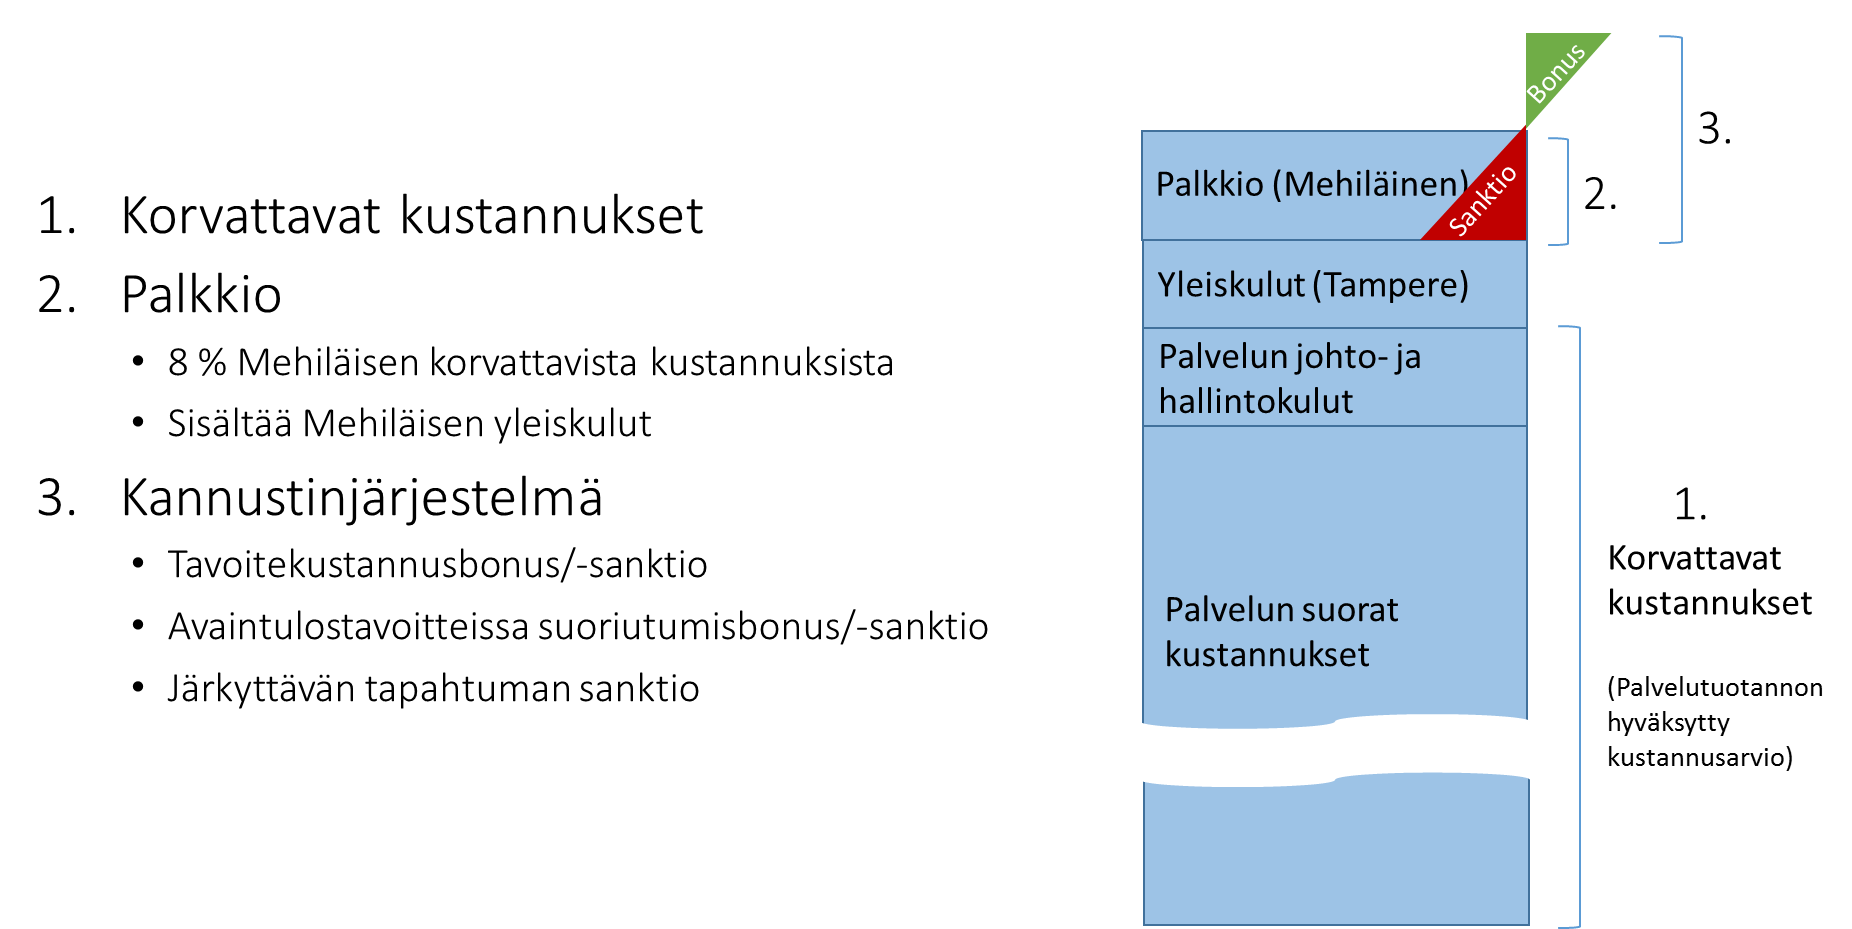 1. Korvattavat kustannukset
2. Palkkio
• 8 % Mehiläisen korvattavista kustannuksista
• Sisältää Mehiläisen yleiskulut
3. Kannustinjärjestelmä
• Tavoitekustannusbonus/-sanktio
• Avaintulostavoitteissa suoriutumisbonus/-sanktio
• Järkyttävän tapahtuman sanktio
Bonus
3.
Palkkio (Mehiläinen)
Sanktio
2.
Yleiskulut (Tampere)
Palvelun johto- ja
hallintokulut
Palvelun suorat
kustannukset
1.
Korvattavat
kustannukset
(Palvelutuotannon
hyväksytty
kustannusarvio)